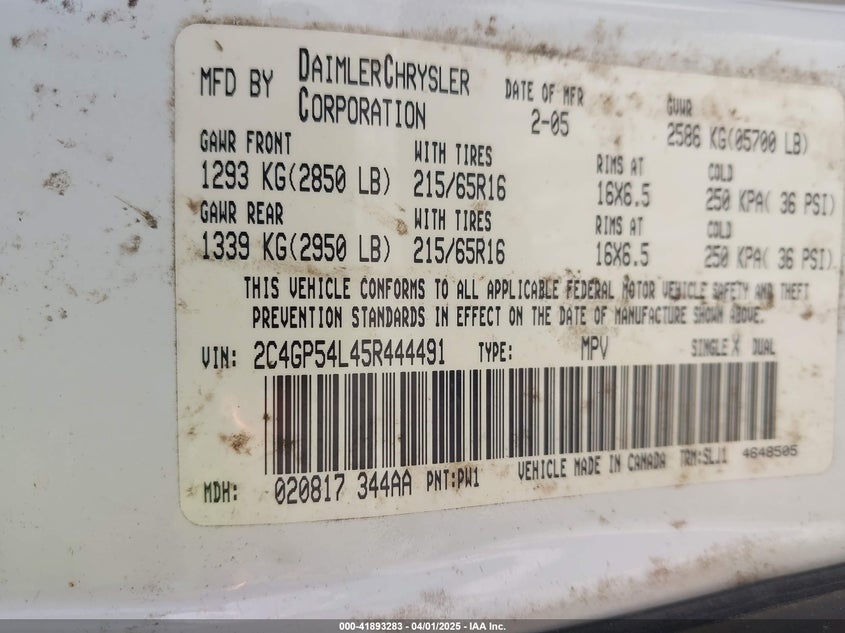 MFD BY DAIMLERCHRYSLER CORPORATION DATE OF MFR 2-05 GVWR 2586 KG(05700 LB)
GAWR FRONT WITH TIRES RIMS AT COLD
1293 KG(2850 LB) 215/65R16 16X6.5 250 KPA( 36 PSI)
GAWR REAR WITH TIRES RIMS AT COLD
1339 KG(2950 LB) 215/65R16 16X6.5 250 KPA( 36 PSI)
THIS VEHICLE CONFORMS TO ALL APPLICABLE FEDERAL MOTOR VEHICLE SAFETY AND THEFT
PREVENTION STANDARDS IN EFFECT ON THE DATE OF MANUFACTURE SHOWN ABOVE.
VIN: 2C4GP54L45R444491 TYPE: MPV SINGLE X DUAL
MDH: 020817 344AA PNT:PW1 VEHICLE MADE IN CANADA TRM:SLJ1 4648505
000-41893283 - 04/01/2025 - IAA Inc.